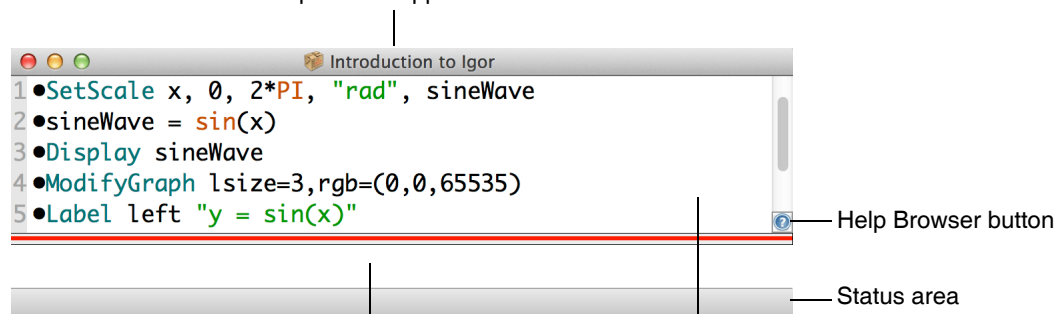 Introduction to Igor
1 •SetScale x, 0, 2*PI, "rad", sineWave
2 •sineWave = sin(x)
3 •Display sineWave
4 •ModifyGraph lsize=3,rgb=(0,0,65535)
5 •Label left "y = sin(x)"
Help Browser button
Status area